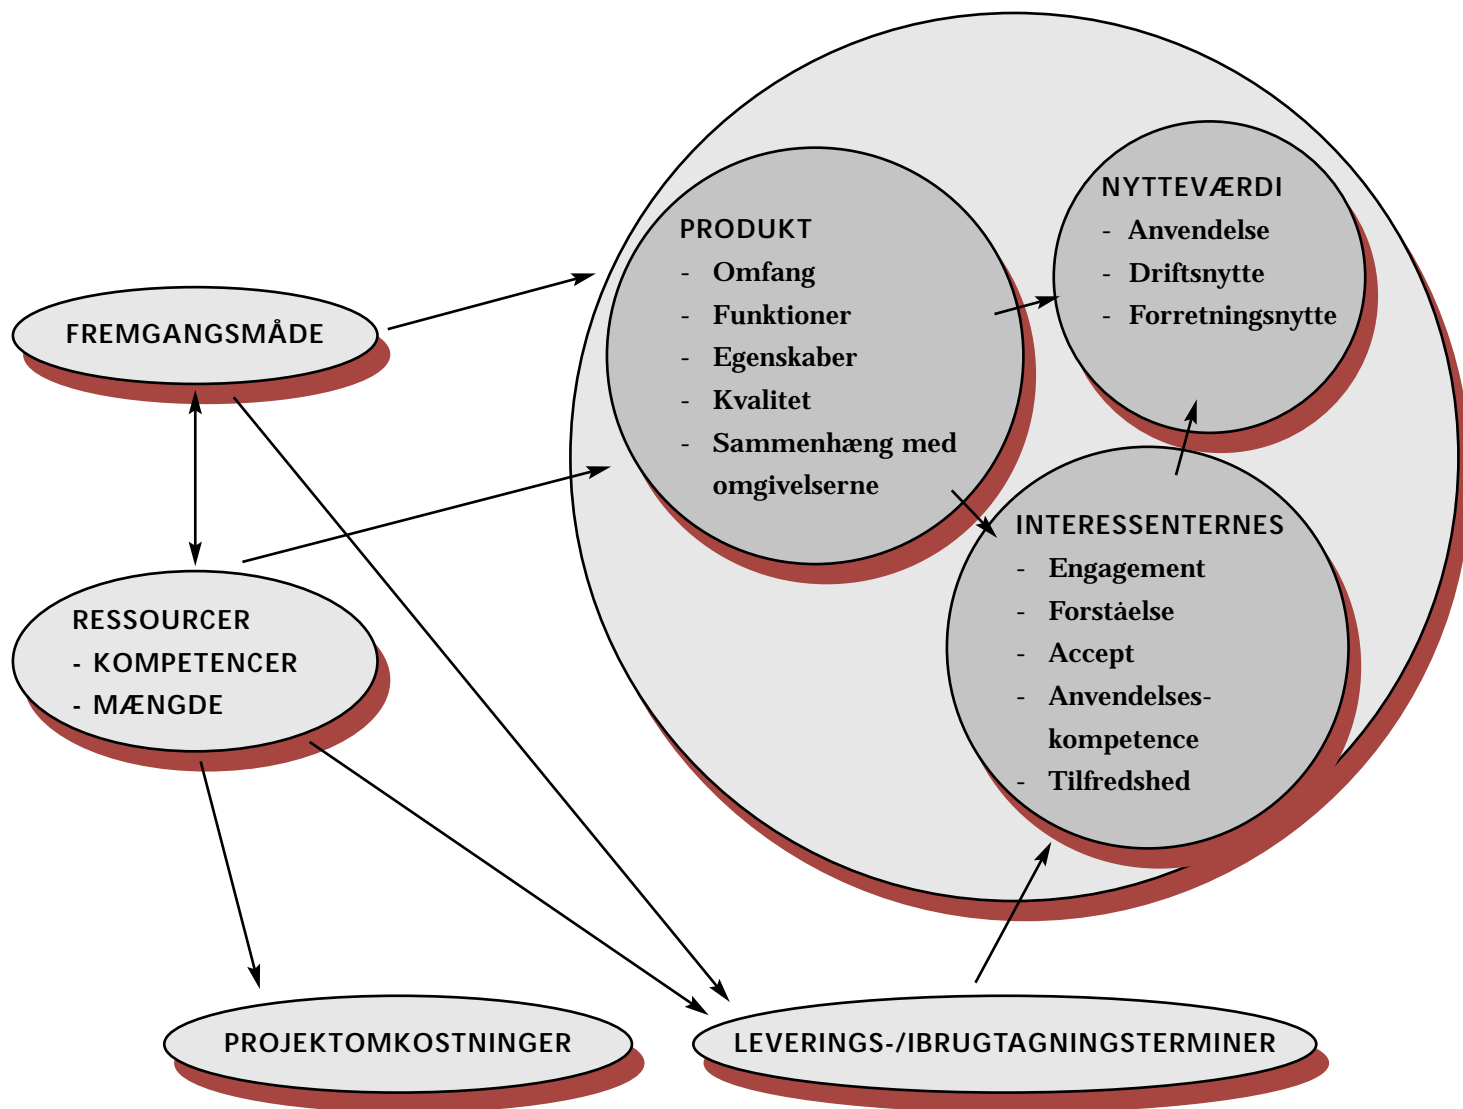 FREMGANGSMÅDE
RESSOURCER
- KOMPETENCER
- MÆNGDE
PRODUKT
- Omfang
- Funktioner
- Egenskaber
- Kvalitet
- Sammenhæng med
omgivelserne
NYTTEVÆRDI
- Anvendelse
- Driftsnytte
- Forretningsnytte
INTERESSENTERNES
- Engagement
- Forståelse
- Accept
- Anvendelses-
kompetence
- Tilfredshed
PROJEKTOMKOSTNINGER
LEVERINGS-/IBRUGTAGNINGSTERMINER